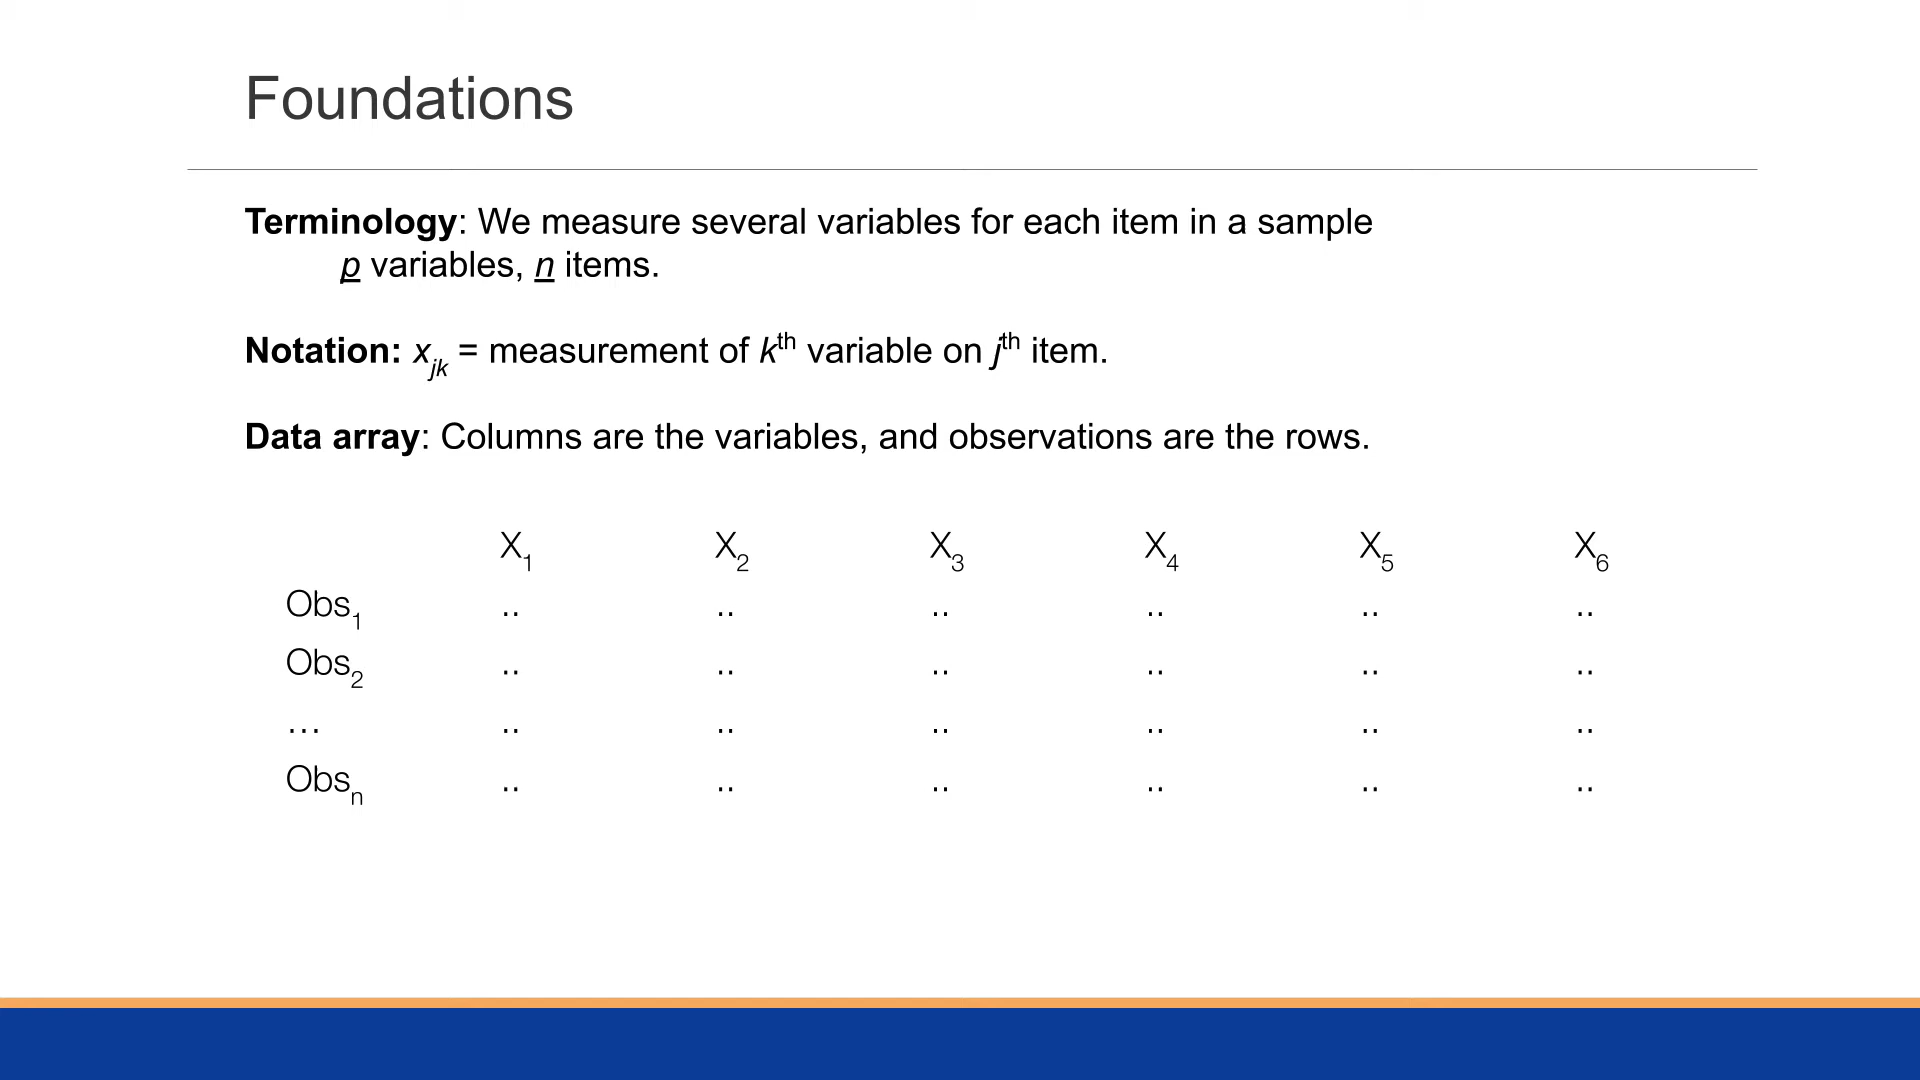 Foundations
Terminology: We measure several variables for each item in a sample
p variables, n items.
Notation: xjk = measurement of kth variable on jth item.
Data array: Columns are the variables, and observations are the rows.
X1 X2 X3 X4 X5 X6
Obs1 .. .. .. .. .. ..
Obs2 .. .. .. .. .. ..
... .. .. .. .. .. ..
Obsn .. .. .. .. .. ..